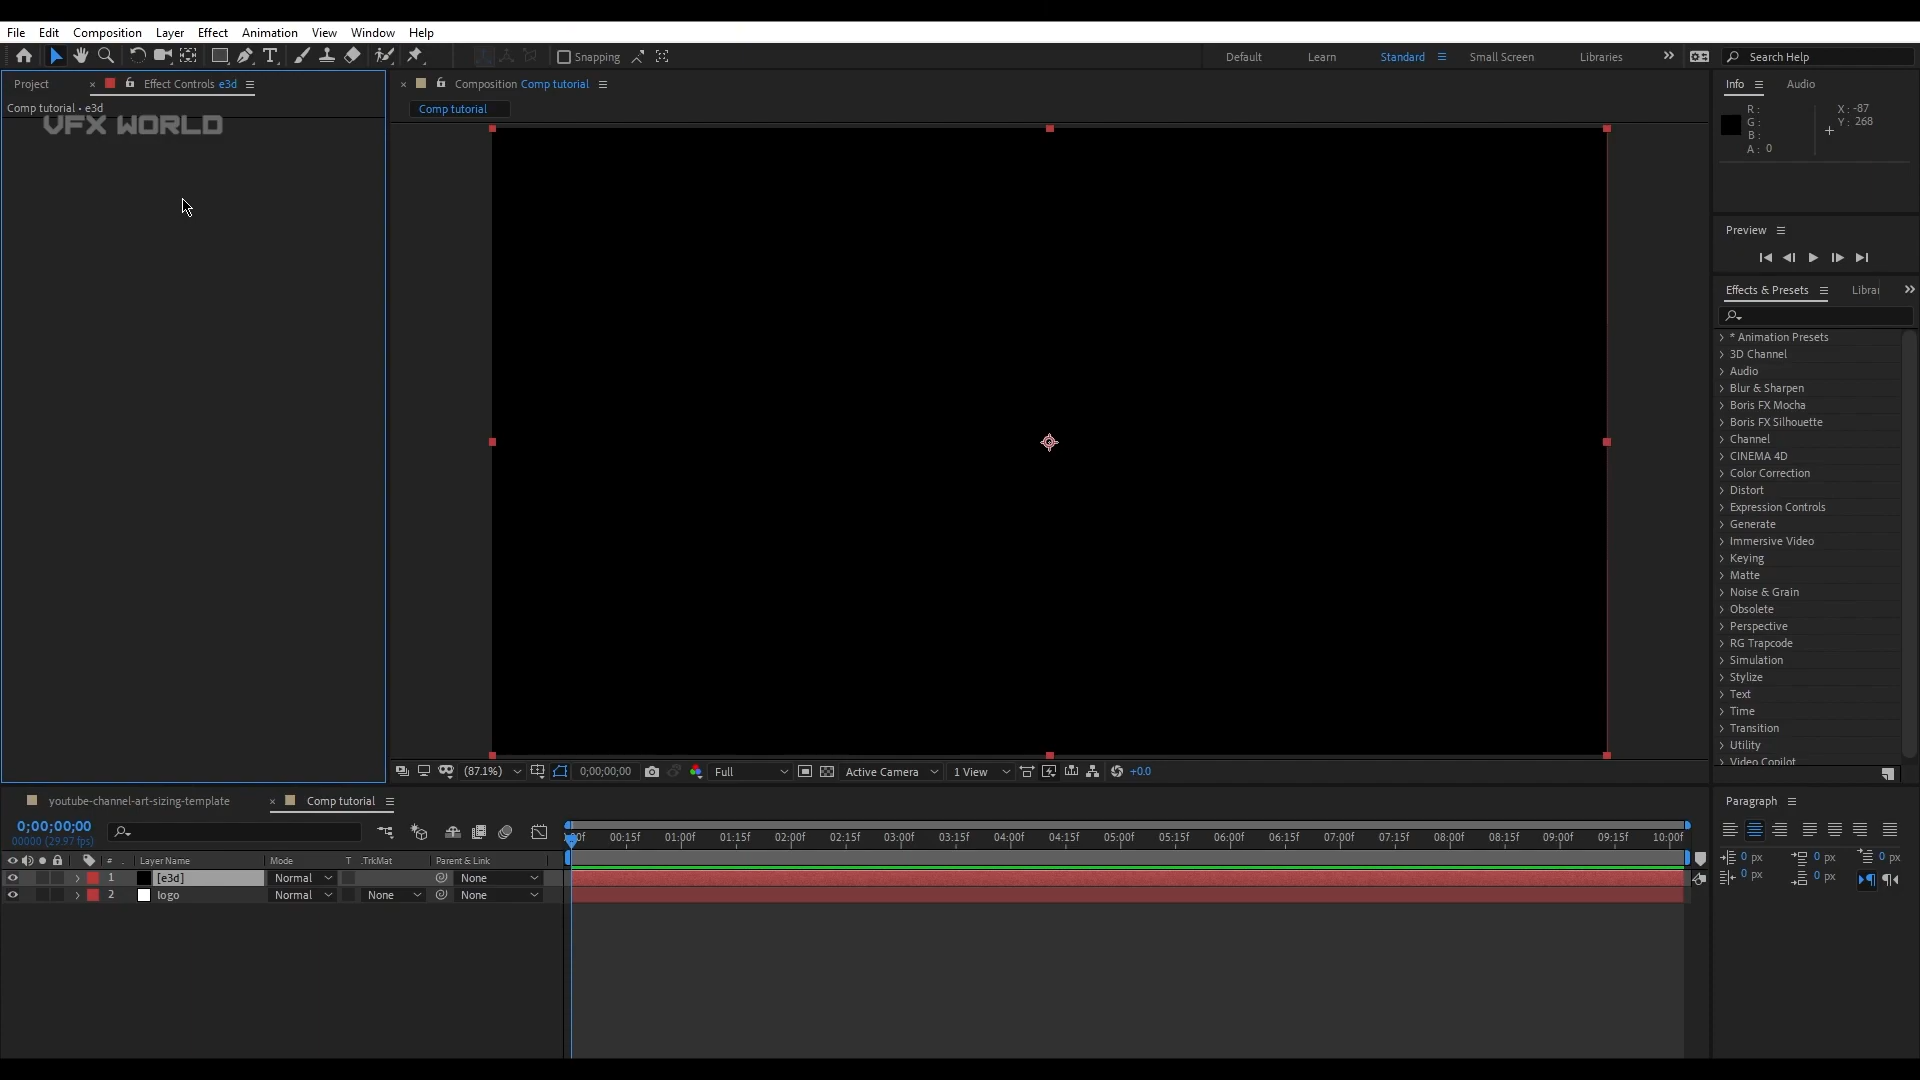 File Edit Composition Layer Effect Animation View Window Help
Snapping Default Learn Standard Small Screen Libraries Search Help
Project Effect Controls e3d
Comp tutorial • e3d
VFX WORLD
Composition Comp tutorial
Comp tutorial
Info Audio
R :
G :
B :
A : 0
X : -87
Y : 268
Preview
Effects & Presets
* Animation Presets
3D Channel
Audio
Blur & Sharpen
Boris FX Mocha
Boris FX Silhouette
Channel
CINEMA 4D
Color Correction
Distort
Expression Controls
Generate
Immersive Video
Keying
Matte
Noise & Grain
Obsolete
Perspective
RG Trapcode
Simulation
Stylize
Text
Time
Transition
Utility
Video Copilot
(87.1%) 0;00;00;00 Full Active Camera 1 View +0.0
youtube-channel-art-sizing-template Comp tutorial
0;00;00;00
00000 (29.97 fps)
00:15f 01:00f 01:15f 02:00f 02:15f 03:00f 03:15f 04:00f 04:15f 05:00f 05:15f 06:00f 06:15f 07:00f 07:15f 08:00f 08:15f 09:00f 09:15f 10:00f
# Layer Name Mode T .TrkMat Parent & Link
1 [e3d] Normal None
2 logo Normal None None
Paragraph
0 px 0 px 0 px
0 px 0 px